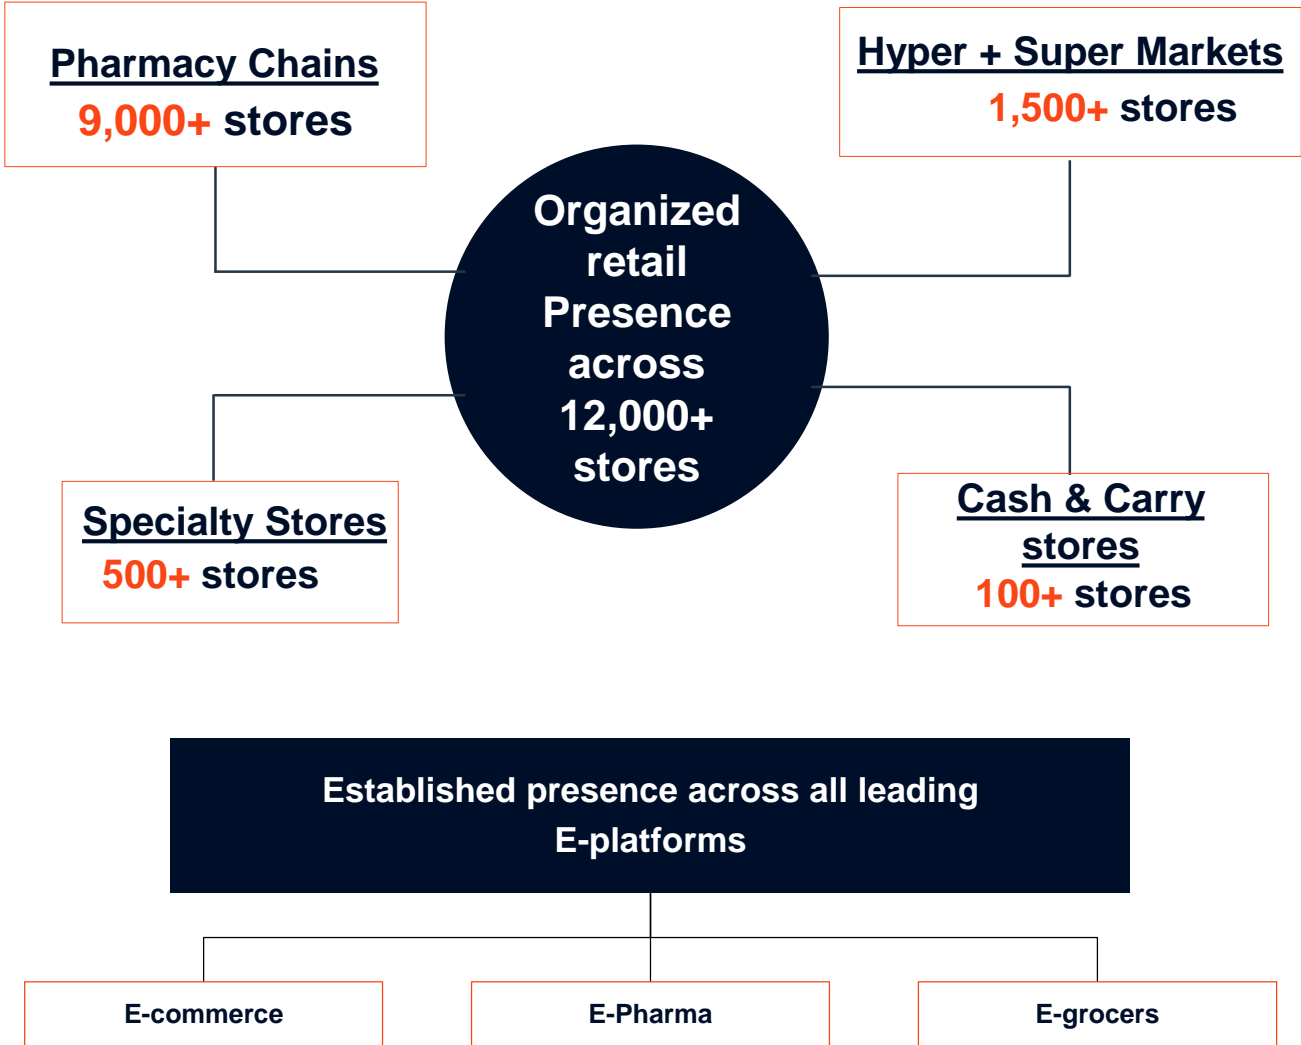 Pharmacy Chains
9,000+ stores
Hyper + Super Markets
1,500+ stores
Organized
retail
Presence
across
12,000+
stores
Specialty Stores
500+ stores
Cash & Carry
stores
100+ stores
Established presence across all leading
E-platforms
E-commerce
E-Pharma
E-grocers